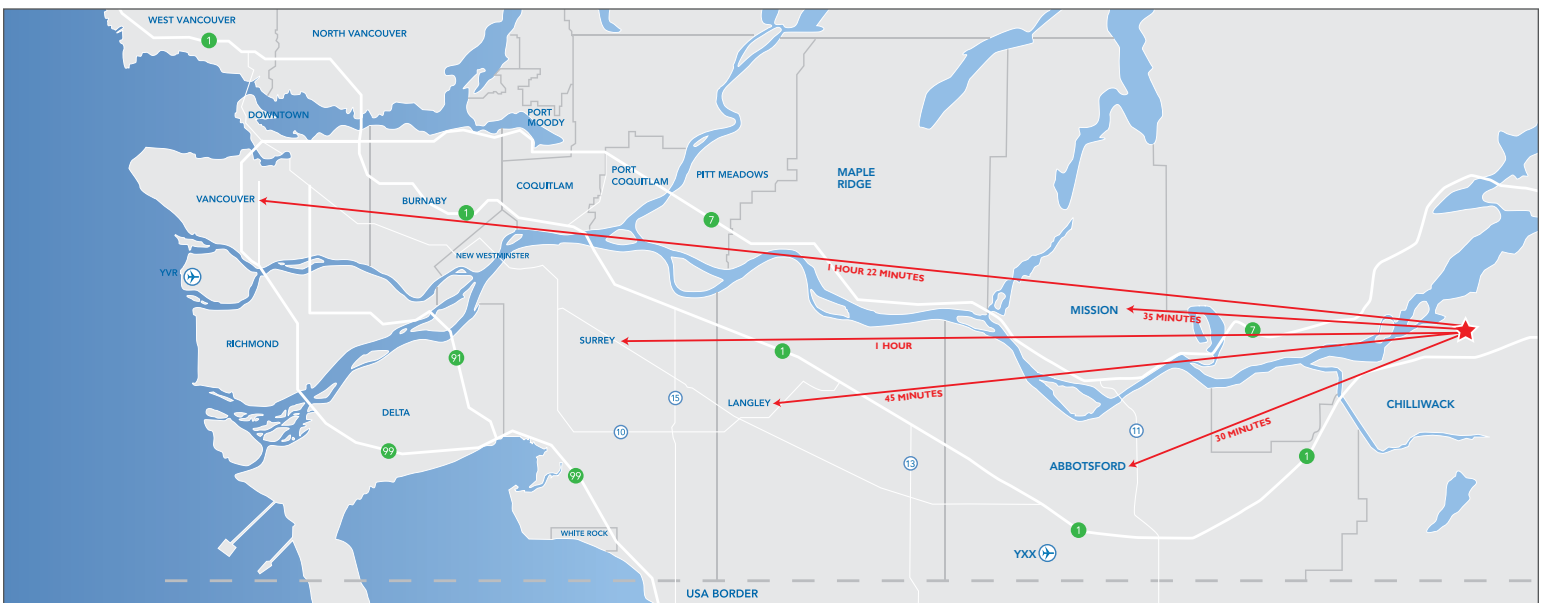 WEST VANCOUVER
NORTH VANCOUVER
1
DOWNTOWN
PORT
MOODY
PORT
COQUITLAM
PITT MEADOWS
MAPLE
RIDGE
COQUITLAM
VANCOUVER
BURNABY
1
7
NEW WESTMINSTER
YVR
1 HOUR 22 MINUTES
MISSION
35 MINUTES
7
RICHMOND
SURREY
1 HOUR
1
91
15
LANGLEY
45 MINUTES
CHILLIWACK
DELTA
10
11
30 MINUTES
99
99
13
ABBOTSFORD
1
WHITE ROCK
1
YXX
USA BORDER